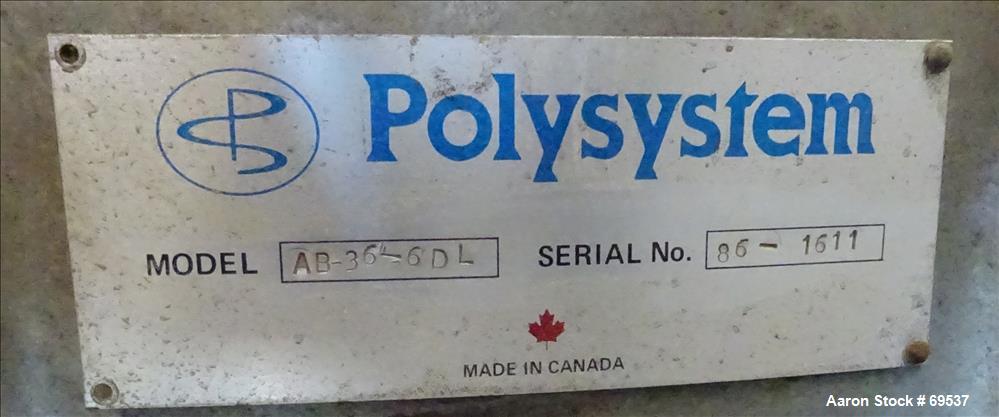 Polysystem
MODEL AB-36"-6DL SERIAL No. 86-1611
MADE IN CANADA
Aaron Stock # 69537